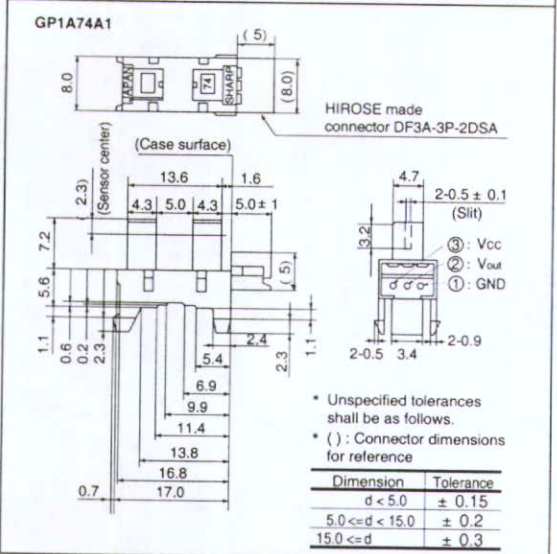 GP1A74A1
( 5)
8.0
JAPAN
74
SHARP
(8.0)
HIROSE made
connector DF3A-3P-2DSA
(Case surface)
(Sensor center)
( 2.3)
13.6
1.6
4.3
5.0
4.3
5.0± 1
7.2
( 5)
5.6
1.1
0.6
0.2
2.3
2.4
2.3
1.1
5.4
6.9
9.9
11.4
13.8
16.8
0.7
17.0
4.7
2-0.5 ± 0.1
(Slit)
3.2
③ : Vcc
② : Vout
① : GND
2-0.5
3.4
2-0.9
* Unspecified tolerances
shall be as follows.
* ( ) : Connector dimensions
for reference
Dimension Tolerance
d < 5.0 ± 0.15
5.0<=d < 15.0 ± 0.2
15.0 <=d ± 0.3